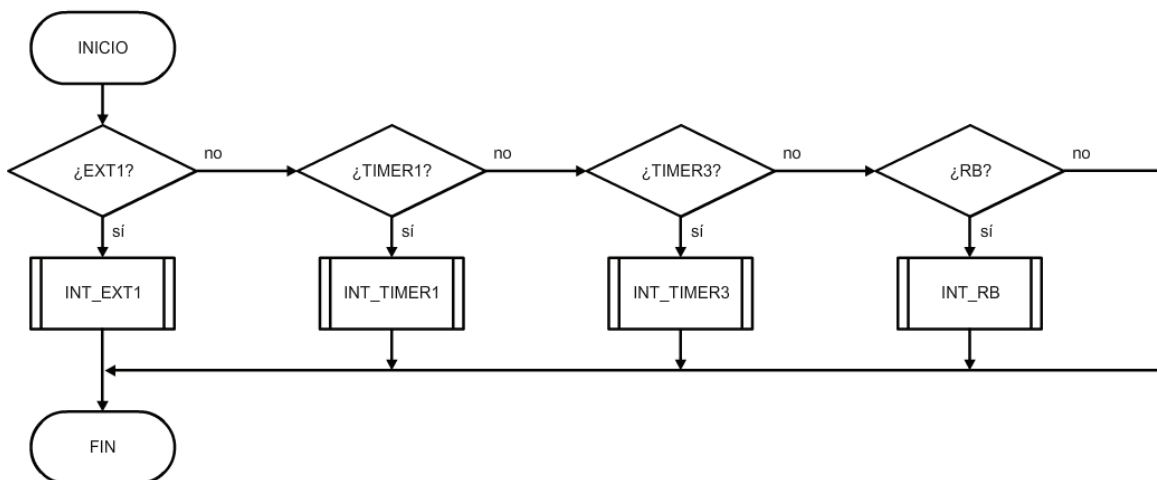 INICIO
¿EXT1?
no
¿TIMER1?
no
¿TIMER3?
no
¿RB?
no
sí
sí
sí
sí
INT_EXT1
INT_TIMER1
INT_TIMER3
INT_RB
FIN